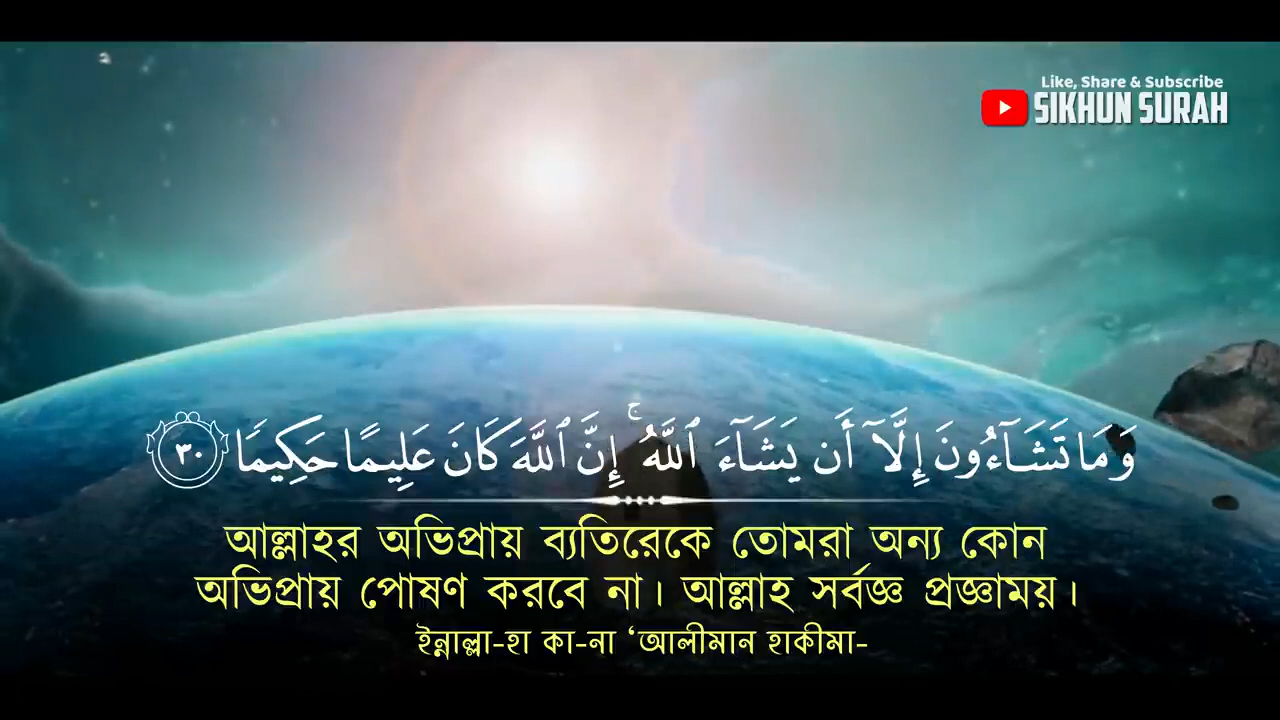 Like, Share & Subscribe
SIKHUN SURAH
وَمَا تَشَآءُونَ إِلَّآ أَن يَشَآءَ ٱللَّهُ ۚ إِنَّ ٱللَّهَ كَانَ عَلِيمًا حَكِيمًا ٣٠
আল্লাহর অভিপ্রায় ব্যতিরেকে তোমরা অন্য কোন
অভিপ্রায় পোষণ করবে না। আল্লাহ সর্বজ্ঞ প্রজ্ঞাময়।
ইন্নাল্লা-হা কা-না ‘আলীমান হাকীমা-